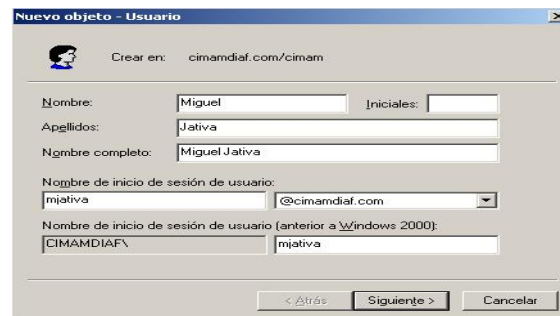 Nuevo objeto - Usuario
Crear en: cimamdiaf.com/cimam
Nombre: Miguel Iniciales:
Apellidos: Jativa
Nombre completo: Miguel Jativa
Nombre de inicio de sesión de usuario:
mjativa @cimamdiaf.com
Nombre de inicio de sesión de usuario (anterior a Windows 2000):
CIMAMDIAF\ mjativa
< Atrás Siguiente > Cancelar